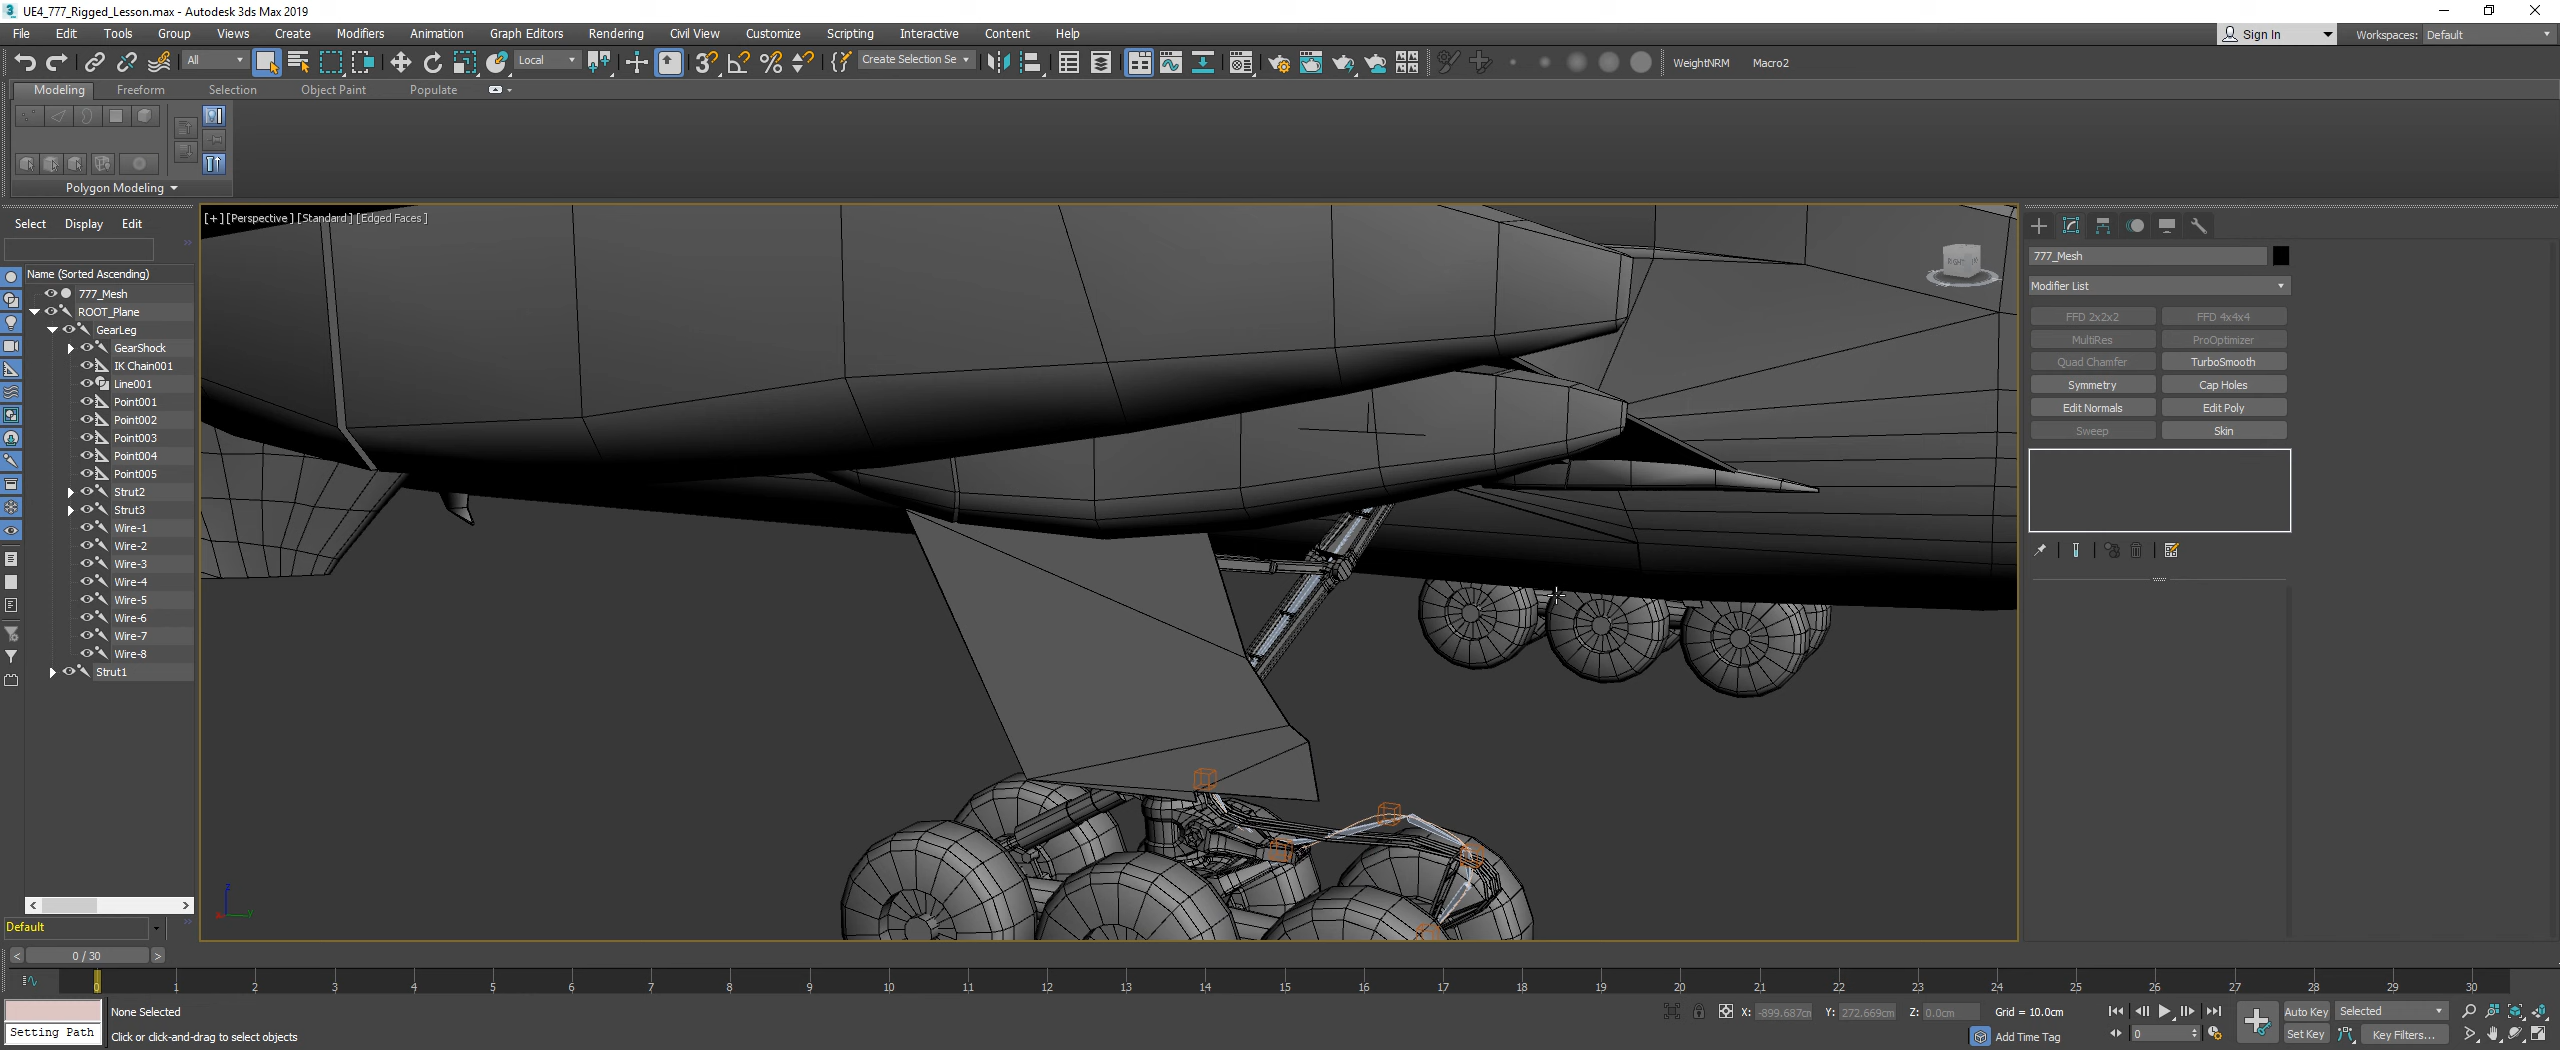 UE4_777_Rigged_Lesson.max - Autodesk 3ds Max 2019
File Edit Tools Group Views Create Modifiers Animation Graph Editors Rendering Civil View Customize Scripting Interactive Content Help
Sign In Workspaces: Default
All Local Create Selection Se WeightNRM Macro2
Modeling Freeform Selection Object Paint Populate
Polygon Modeling
Select Display Edit
[+] [Perspective] [Standard] [Edged Faces]
Name (Sorted Ascending)
777_Mesh
ROOT_Plane
GearLeg
GearShock
IK Chain001
Line001
Point001
Point002
Point003
Point004
Point005
Strut2
Strut3
Wire-1
Wire-2
Wire-3
Wire-4
Wire-5
Wire-6
Wire-7
Wire-8
Strut1
777_Mesh
Modifier List
FFD 2x2x2 FFD 4x4x4
MultiRes ProOptimizer
Quad Chamfer TurboSmooth
Symmetry Cap Holes
Edit Normals Edit Poly
Sweep Skin
Default
0 / 30
0 1 2 3 4 5 6 7 8 9 10 11 12 13 14 15 16 17 18 19 20 21 22 23 24 25 26 27 28 29 30
None Selected X: -899.687cm Y: 272.669cm Z: 0.0cm Grid = 10.0cm Auto Key Selected
Setting Path Click or click-and-drag to select objects Add Time Tag 0 Set Key Key Filters...